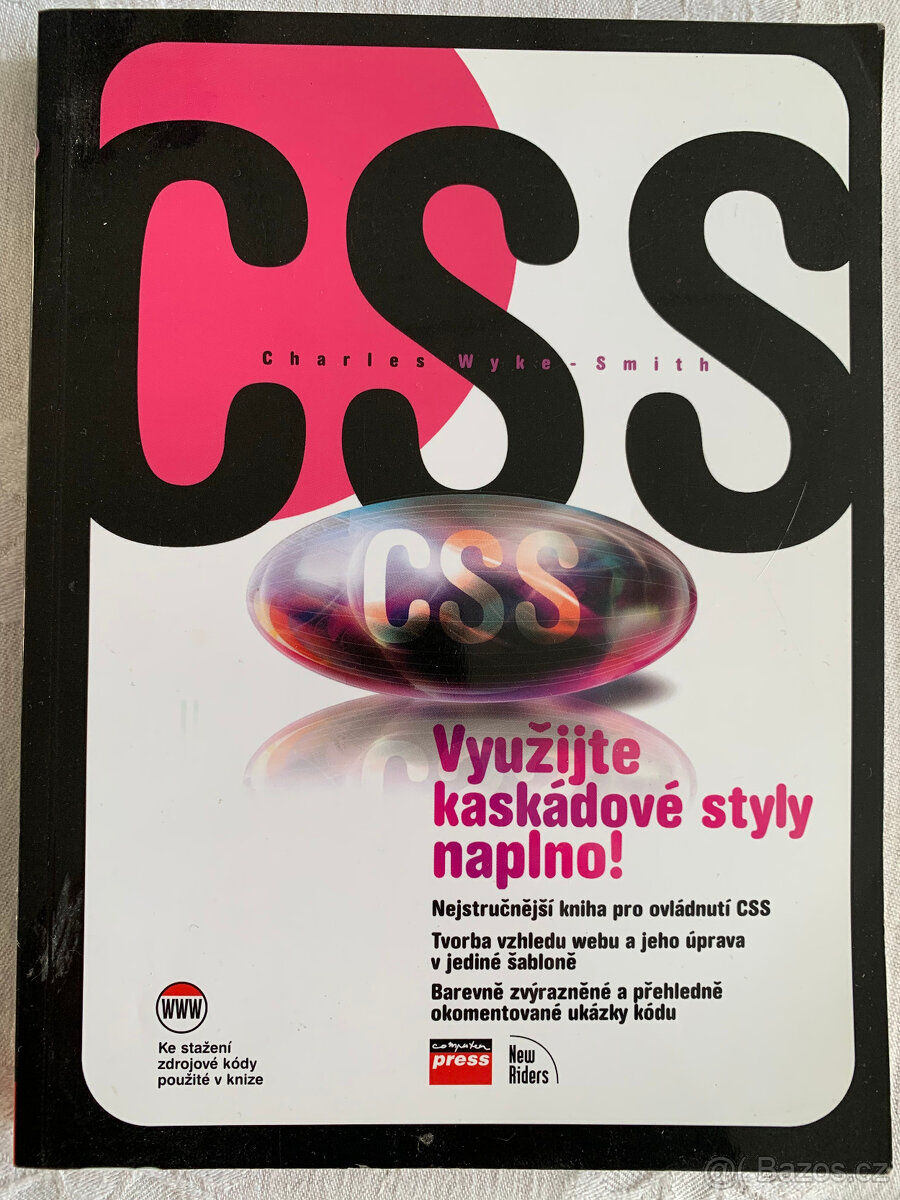 CSS
Charles Wyke-Smith
CSS
Využijte
kaskádové styly
naplno!
Nejstručnější kniha pro ovládnutí CSS
Tvorba vzhledu webu a jeho úprava
v jediné šabloně
Barevně zvýrazněné a přehledně
okomentované ukázky kódu
WWW
Ke stažení
zdrojové kódy
použité v knize
computer
press
New
Riders
@ Bazos.cz